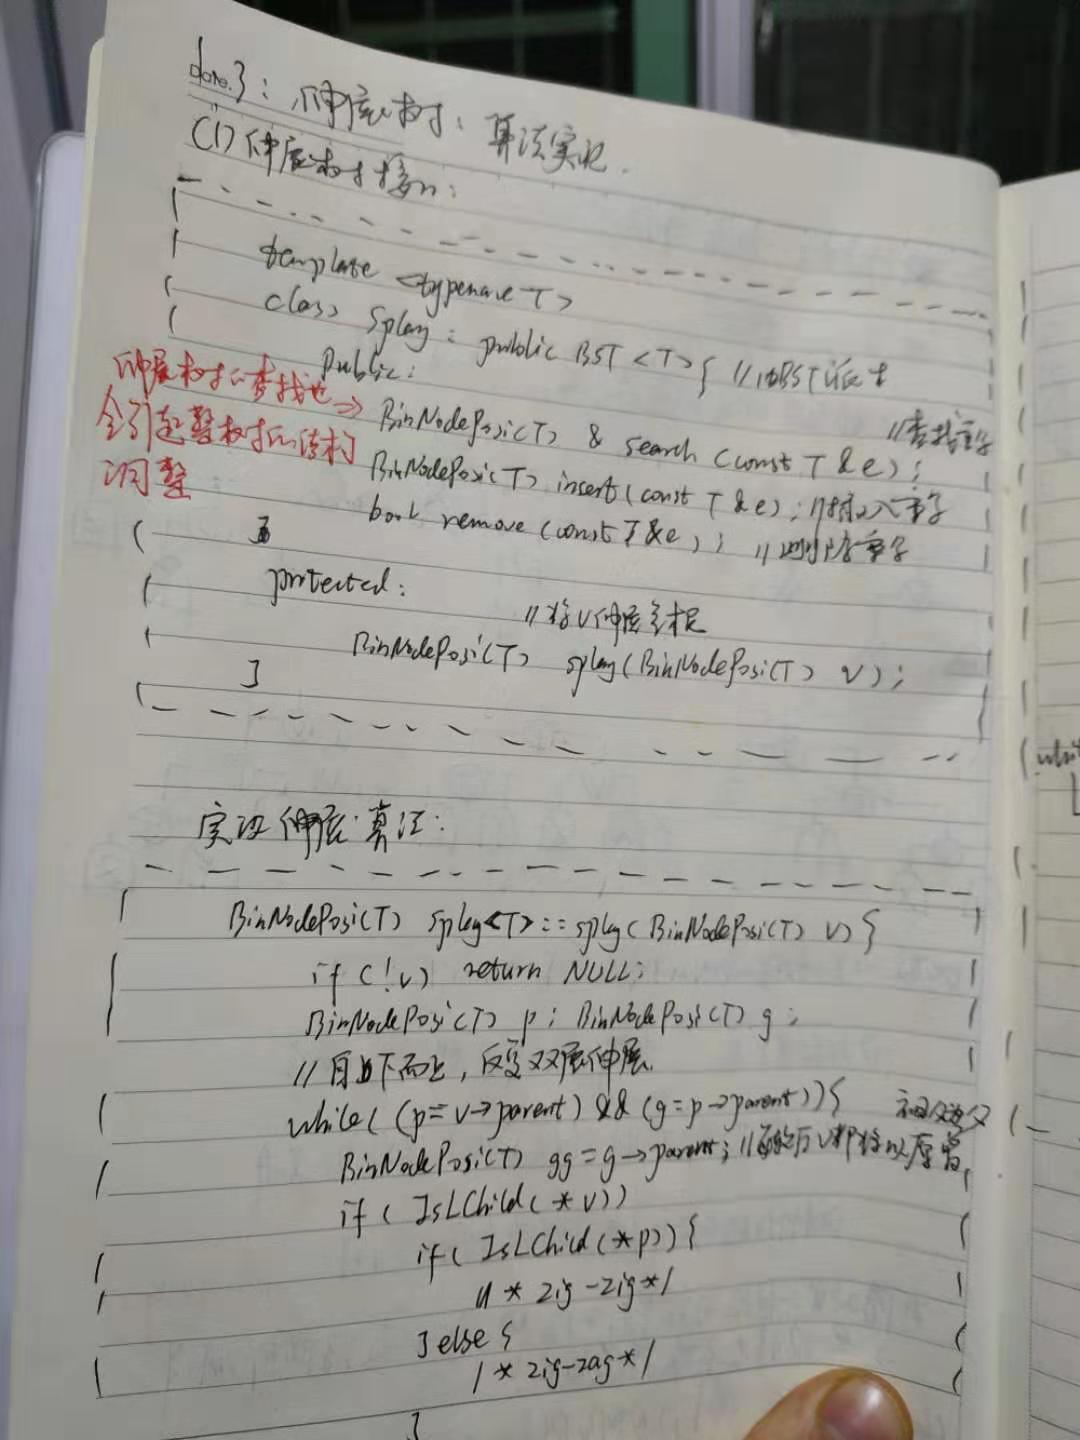 date.3：伸展树：算法实现.
(1) 伸展树接口：
template <typename T>
class Splay : public BST <T>{ //由BST派生
public:
伸展树的查找也
会引起整棵树的结构
调整
⇒ BinNodePosi(T) & search (const T & e); //查找重写
BinNodePosi(T) insert(const T & e); //插入重写
bool remove (const T & e); //删除重写
protected:
//将v伸展至根
BinNodePosi(T) splay(BinNodePosi(T) v);
}
实现伸展算法：
BinNodePosi(T) Splay<T>::splay( BinNodePosi(T) v) {
if (!v) return NULL;
BinNodePosi(T) p; BinNodePosi(T) g;
//自下而上，反复双层伸展
while( (p = v->parent) && (g = p->parent)){
BinNodePosi(T) gg = g->parent; //每轮后v都将以原曾祖父为父
if ( IsLChild( * v))
if( IsLChild (*p)){
/* zig-zig */
}else {
/* zig-zag */
}